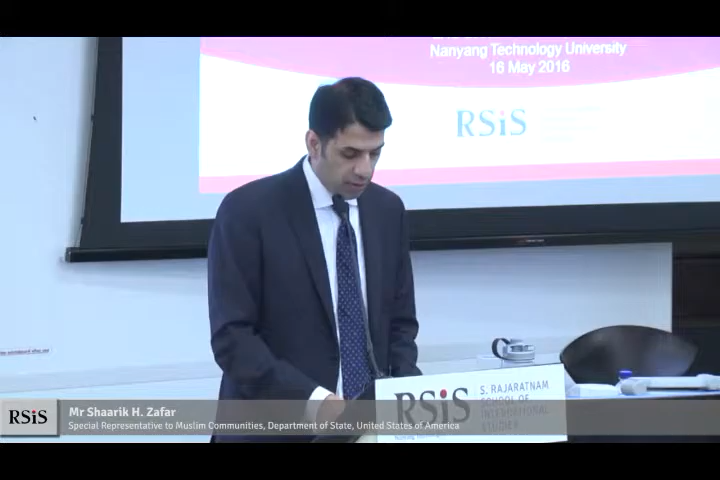 Nanyang Technology University
16 May 2016
RSiS
RSiS
S. RAJARATNAM
SCHOOL OF
INTERNATIONAL
STUDIES
RSiS
Mr Shaarik H. Zafar
Special Representative to Muslim Communities, Department of State, United States of America